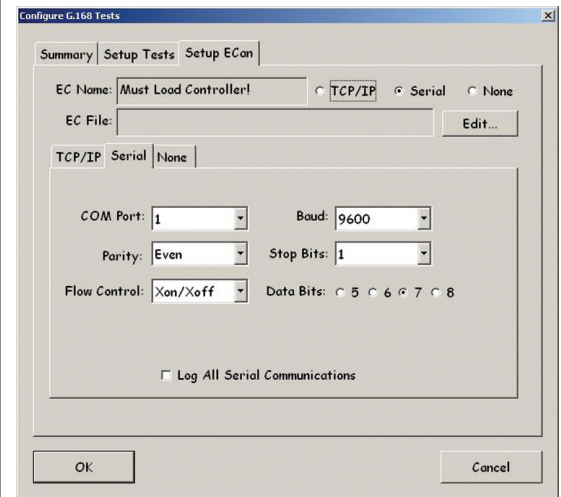 Configure G.168 Tests
Summary Setup Tests Setup ECan
EC Name: Must Load Controller! TCP/IP Serial None
EC File: Edit...
TCP/IP Serial None
COM Port: 1 Baud: 9600
Parity: Even Stop Bits: 1
Flow Control: Xon/Xoff Data Bits: 5 6 7 8
Log All Serial Communications
OK Cancel